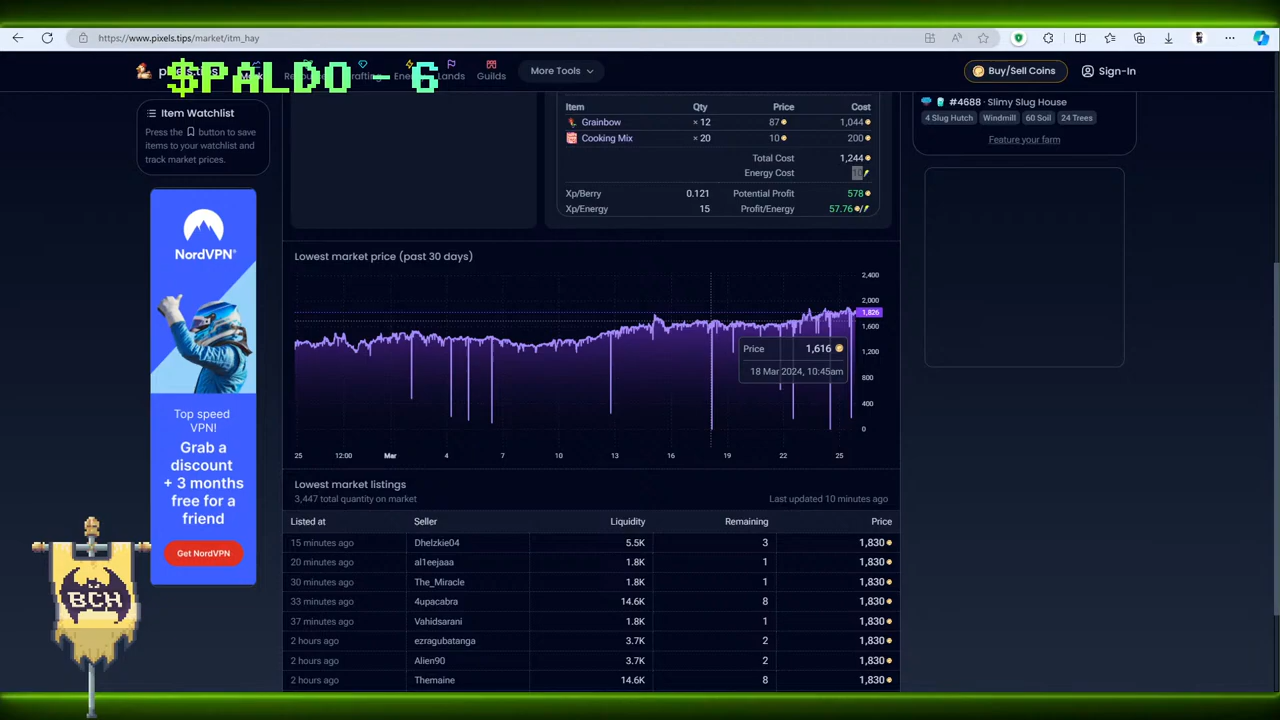 https://www.pixels.tips/market/itm_hay
pixels.tips
Lands
Guilds
More Tools
Buy/Sell Coins
Sign-In
$PALDO - 6
Item Watchlist
Press the button to save
items to your watchlist and
track market prices.
Item Qty Price Cost
Grainbow × 12 87 1,044
Cooking Mix × 20 10 200
Total Cost 1,244
Energy Cost 10
Xp/Berry 0.121 Potential Profit 578
Xp/Energy 15 Profit/Energy 57.76 /
#4688 - Slimy Slug House
4 Slug Hutch Windmill 60 Soil 24 Trees
Feature your farm
NordVPN®
Top speed
VPN!
Grab a
discount
+ 3 months
free for a
friend
Get NordVPN
BCH
Lowest market price (past 30 days)
2,400
2,000
1,826
1,600
1,200
800
400
0
Price 1,616
18 Mar 2024, 10:45am
25 12:00 Mar 4 7 10 13 16 19 22 25
Lowest market listings
3,447 total quantity on market Last updated 10 minutes ago
Listed at Seller Liquidity Remaining Price
15 minutes ago Dhelzkie04 5.5K 3 1,830
20 minutes ago al1eejaaa 1.8K 1 1,830
30 minutes ago The_Miracle 1.8K 1 1,830
33 minutes ago 4upacabra 14.6K 8 1,830
37 minutes ago Vahidsarani 1.8K 1 1,830
2 hours ago ezragubatanga 3.7K 2 1,830
2 hours ago Alien90 3.7K 2 1,830
2 hours ago Themaine 14.6K 8 1,830